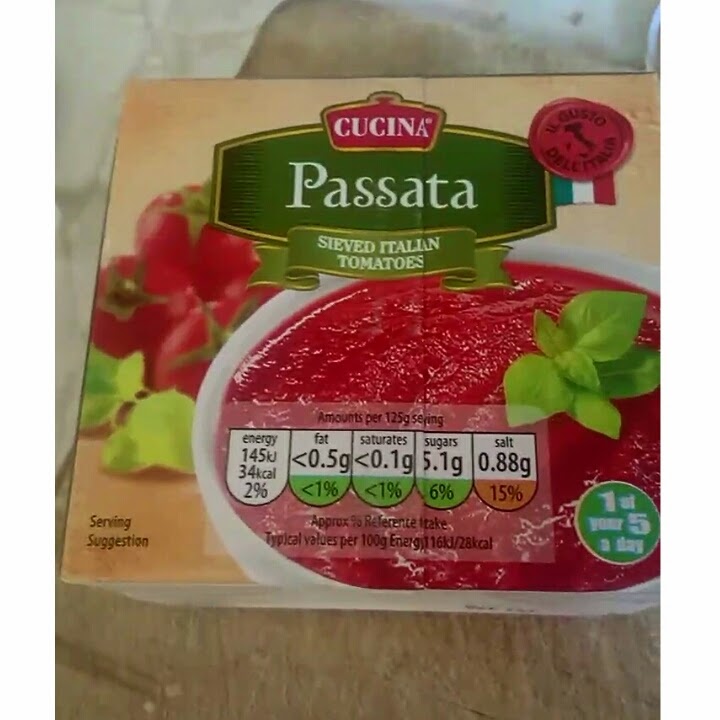 CUCINA®
IL GUSTO
DELL'ITALIA
Passata
SIEVED ITALIAN
TOMATOES
Amounts per 125g serving
energy
145kJ
34kcal
2%
fat
<0.5g
<1%
saturates
<0.1g
<1%
sugars
5.1g
6%
salt
0.88g
15%
Approx % Reference Intake
Typical values per 100g Energy 116kJ/28kcal
Serving
Suggestion
1 of
your 5
a day